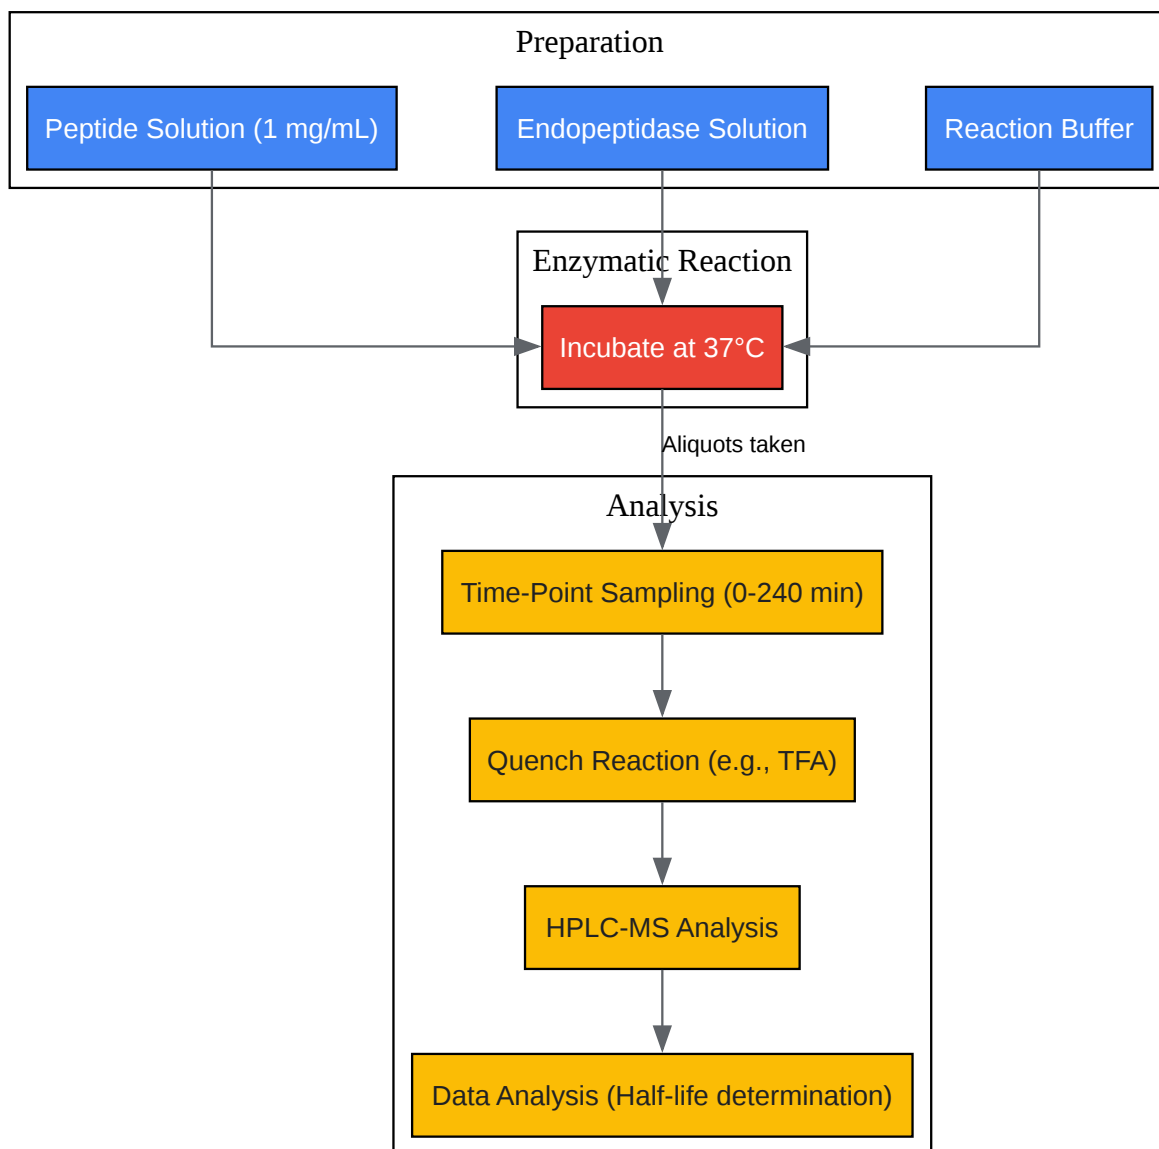 Preparation
Peptide Solution (1 mg/mL)
Endopeptidase Solution
Reaction Buffer
Enzymatic Reaction
Incubate at 37°C
Aliquots taken
Analysis
Time-Point Sampling (0-240 min)
Quench Reaction (e.g., TFA)
HPLC-MS Analysis
Data Analysis (Half-life determination)